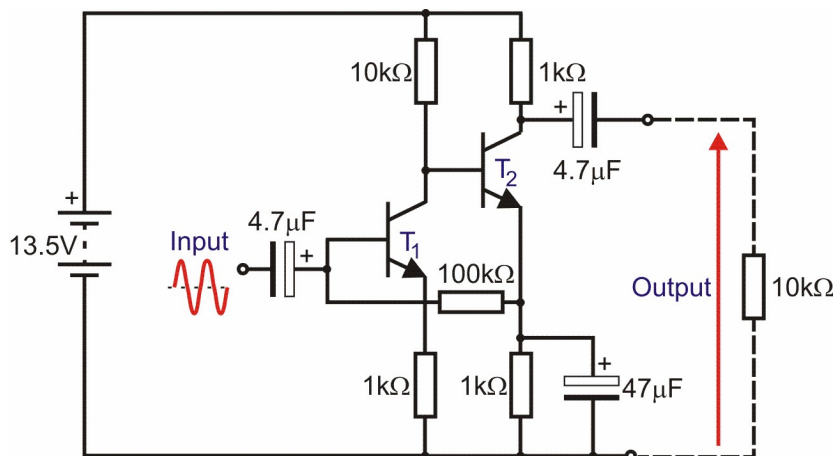 10kΩ
1kΩ
+
4.7μF
T2
+
13.5V
Input
4.7μF
+
T1
100kΩ
Output
10kΩ
1kΩ
1kΩ
+
47μF